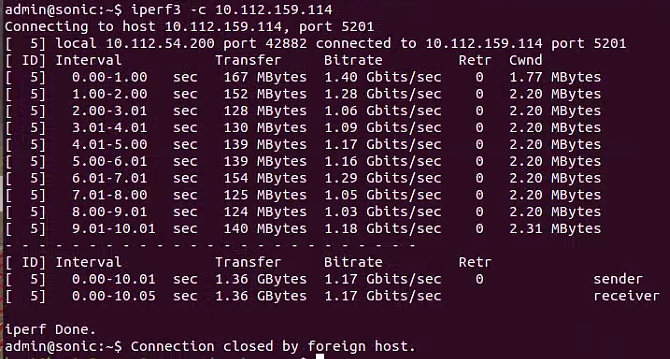 admin@sonic:~$ iperf3 -c 10.112.159.114
Connecting to host 10.112.159.114, port 5201
[  5] local 10.112.54.200 port 42882 connected to 10.112.159.114 port 5201
[ ID] Interval           Transfer     Bitrate         Retr  Cwnd
[  5]   0.00-1.00   sec   167 MBytes  1.40 Gbits/sec    0   1.77 MBytes
[  5]   1.00-2.00   sec   152 MBytes  1.28 Gbits/sec    0   2.20 MBytes
[  5]   2.00-3.01   sec   128 MBytes  1.06 Gbits/sec    0   2.20 MBytes
[  5]   3.01-4.01   sec   130 MBytes  1.09 Gbits/sec    0   2.20 MBytes
[  5]   4.01-5.00   sec   139 MBytes  1.17 Gbits/sec    0   2.20 MBytes
[  5]   5.00-6.01   sec   139 MBytes  1.16 Gbits/sec    0   2.20 MBytes
[  5]   6.01-7.01   sec   154 MBytes  1.29 Gbits/sec    0   2.20 MBytes
[  5]   7.01-8.00   sec   125 MBytes  1.05 Gbits/sec    0   2.20 MBytes
[  5]   8.00-9.01   sec   124 MBytes  1.03 Gbits/sec    0   2.20 MBytes
[  5]   9.01-10.01  sec   140 MBytes  1.18 Gbits/sec    0   2.31 MBytes
- - - - - - - - - - - - - - - - - - - - - - - - -
[ ID] Interval           Transfer     Bitrate         Retr
[  5]   0.00-10.01  sec  1.36 GBytes  1.17 Gbits/sec    0             sender
[  5]   0.00-10.05  sec  1.36 GBytes  1.17 Gbits/sec                  receiver
iperf Done.
admin@sonic:~$ Connection closed by foreign host.